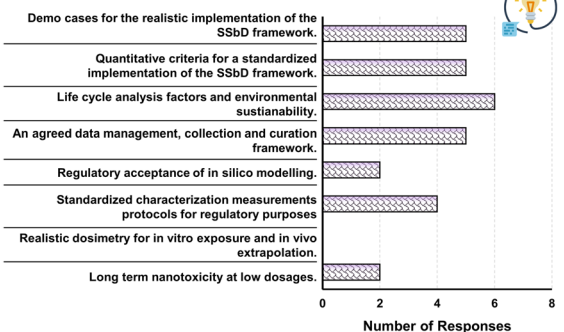 Demo cases for the realistic implementation of the
SSbD framework.
Quantitative criteria for a standardized
implementation of the SSbD framework.
Life cycle analysis factors and environmental
sustianability.
An agreed data management, collection and curation
framework.
Regulatory acceptance of in silico modelling.
Standardized characterization measurements
protocols for regulatory purposes
Realistic dosimetry for in vitro exposure and in vivo
extrapolation.
Long term nanotoxicity at low dosages.
0 2 4 6 8
Number of Responses